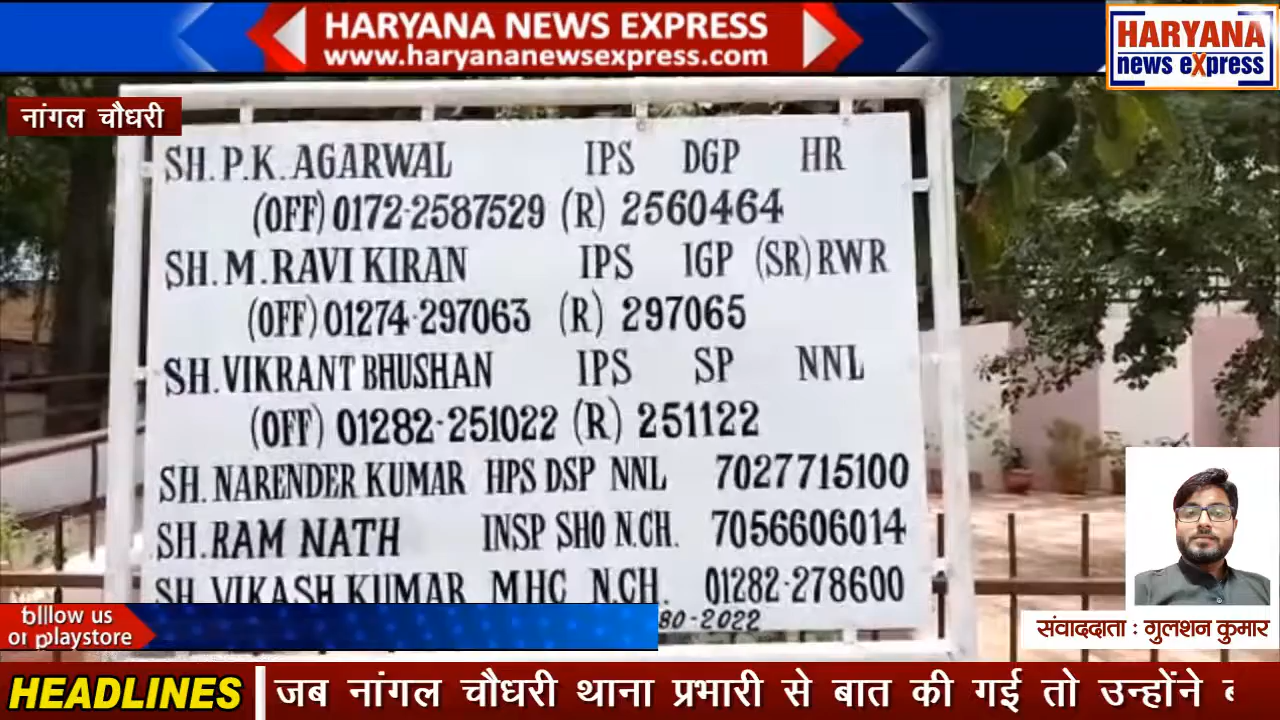 HARYANA NEWS EXPRESS
www.haryananewsexpress.com
HARYANA
news eXpress
नांगल चौधरी
SH. P.K. AGARWAL IPS DGP HR
(OFF) 0172-2587529 (R) 2560464
SH. M. RAVI KIRAN IPS IGP (SR) RWR
(OFF) 01274-297063 (R) 297065
SH. VIKRANT BHUSHAN IPS SP NNL
(OFF) 01282-251022 (R) 251122
SH. NARENDER KUMAR HPS DSP NNL 7027715100
SH. RAM NATH INSP SHO N.CH. 7056606014
SH. VIKASH KUMAR MHC N.CH. 01282-278600
80-2022
us
playstore
संवाददाता : गुलशन कुमार
HEADLINES
जब नांगल चौधरी थाना प्रभारी से बात की गई तो उन्होंने